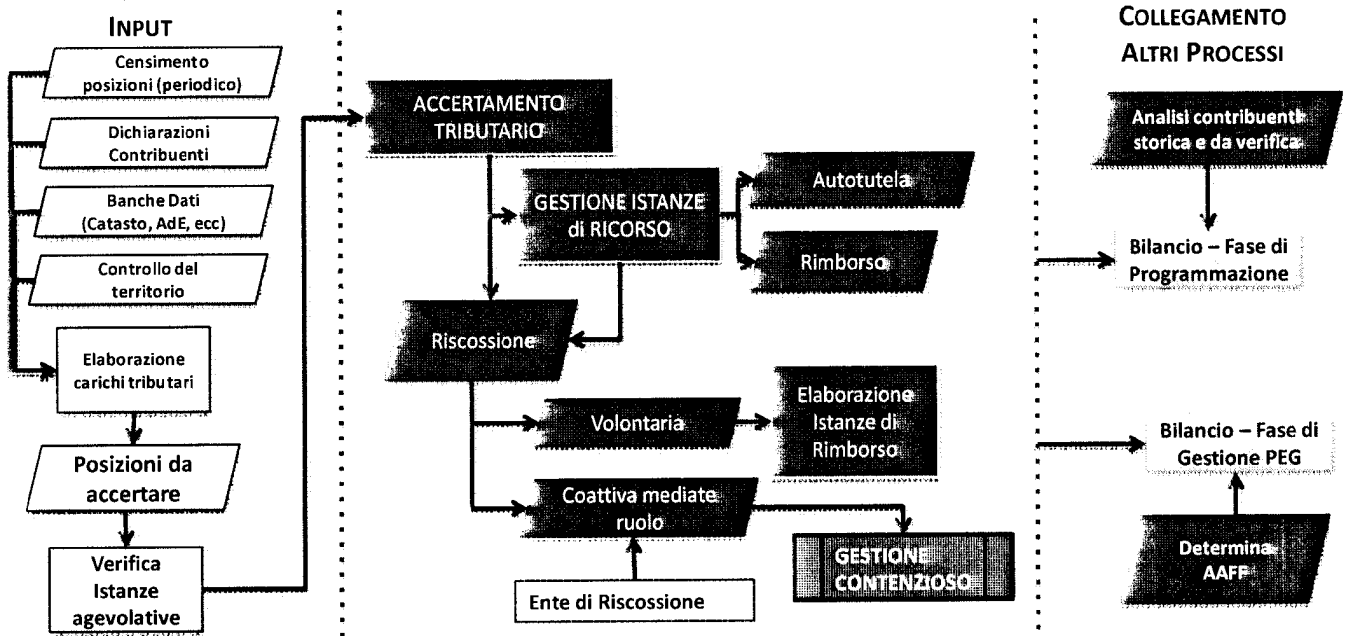 INPUT
Censimento
posizioni (periodico)
Dichiarazioni
Contribuenti
Banche Dati
(Catasto, AdE, ecc)
Controllo del
territorio
Elaborazione
carichi tributari
Posizioni da
accertare
Verifica
Istanze
agevolative
ACCERTAMENTO
TRIBUTARIO
GESTIONE ISTANZE
di RICORSO
Autotutela
Rimborso
Riscossione
Volontaria
Elaborazione
Istanze di
Rimborso
Coattiva mediate
ruolo
Ente di Riscossione
GESTIONE
CONTENZIOSO
COLLEGAMENTO
ALTRI PROCESSI
Analisi contribuenti
storica e da verifica
Bilancio – Fase di
Programmazione
Bilancio – Fase di
Gestione PEG
Determina
AAFF